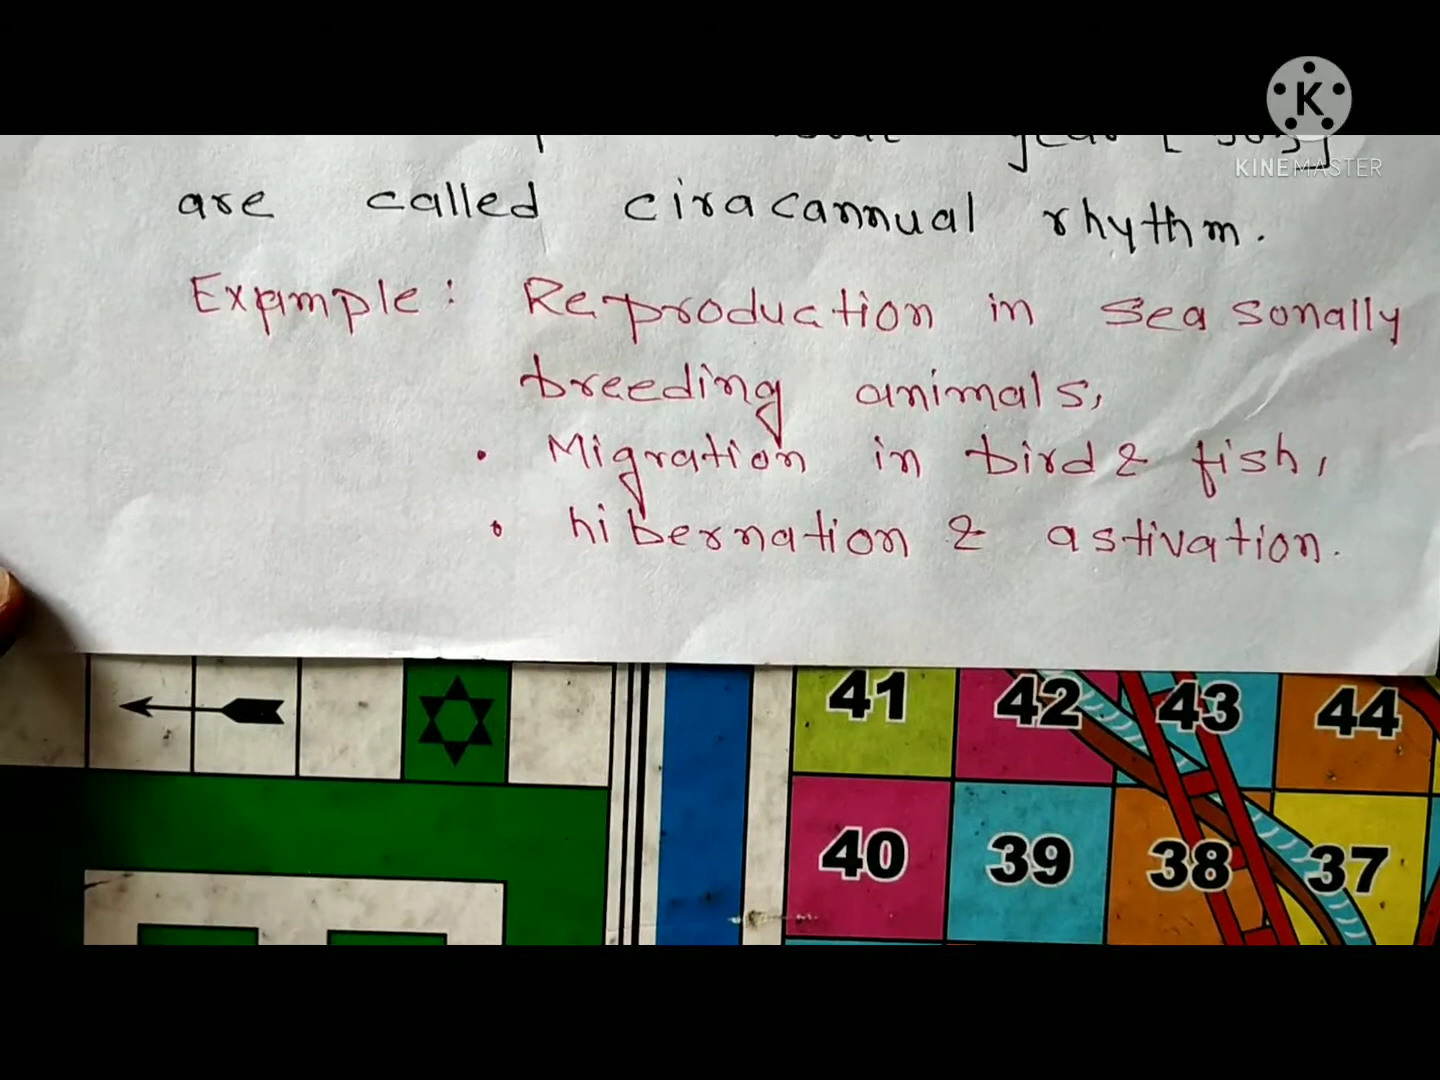 KINEMASTER
are called ciracannual rhythm.
Example: Reproduction in seasonally
breeding animals,
• Migration in bird & fish,
• hibernation & astivation.
41 42 43 44
40 39 38 37